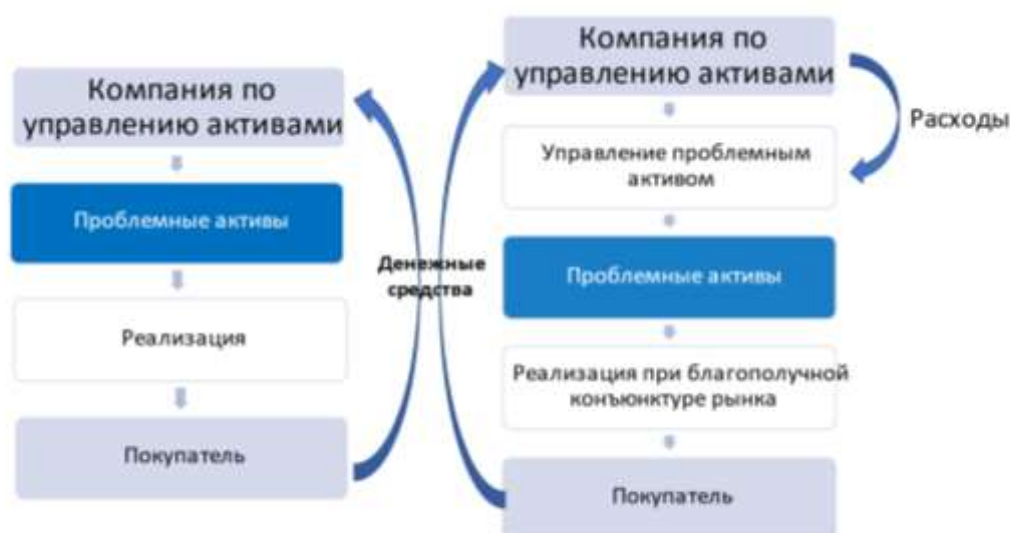 Компания по
управлению активами
Проблемные активы
Реализация
Покупатель
Денежные
средства
Компания по
управлению активами
Расходы
Управление проблемным
активом
Проблемные активы
Реализация при благополучной
конъюнктуре рынка
Покупатель